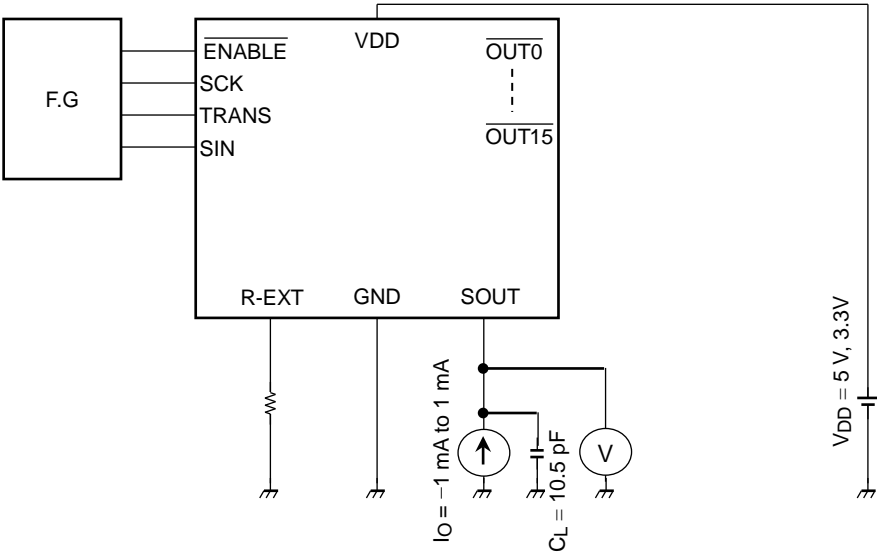 F.G
ENABLE
SCK
TRANS
SIN
VDD
OUT0
OUT15
R-EXT
GND
SOUT
IO = −1 mA to 1 mA
CL = 10.5 pF
V
VDD = 5 V, 3.3V